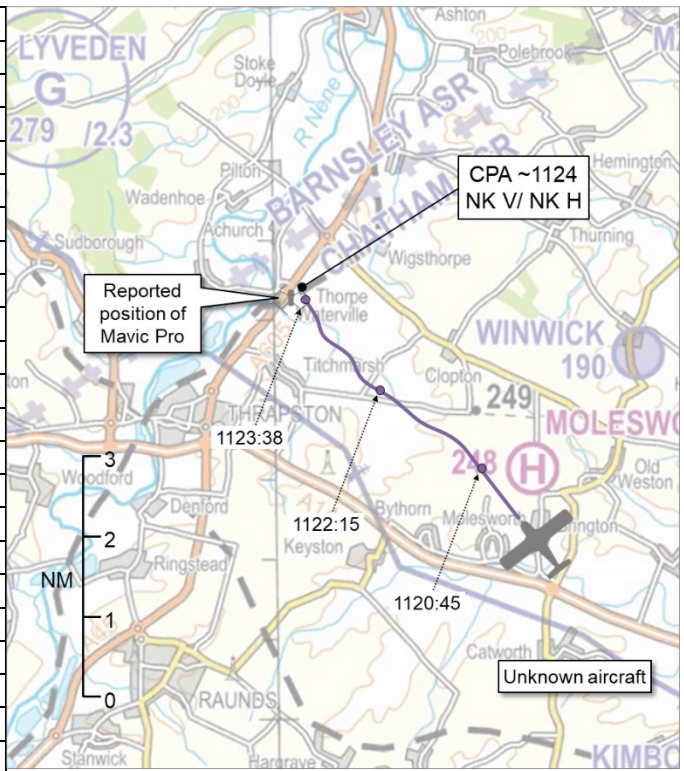 Ashton
200
LYVEDEN
G
279 /2.3
Stoke
Doyle
Polebrook
R Nene
200
BARNSLEY ASR
CHATHAM ASR
Pilton
Hemington
CPA ~1124
NK V/ NK H
Wadenhoe
Achurch
Thurning
Sudborough
Wigsthorpe
Reported
position of
Mavic Pro
Thorpe
Waterville
A605
WINWICK
190
Titchmarsh
Clopton
249
THRAPSTON
MOLESWO
1123:38
248
H
Old
Weston
3
Woodford
1122:15
Bythorn
Molesworth
Denford
2
Keyston
Ringstead
NM
1120:45
1
Catworth
Unknown aircraft
0
RAUNDS
Stanwick
Hargrave
KIMBO